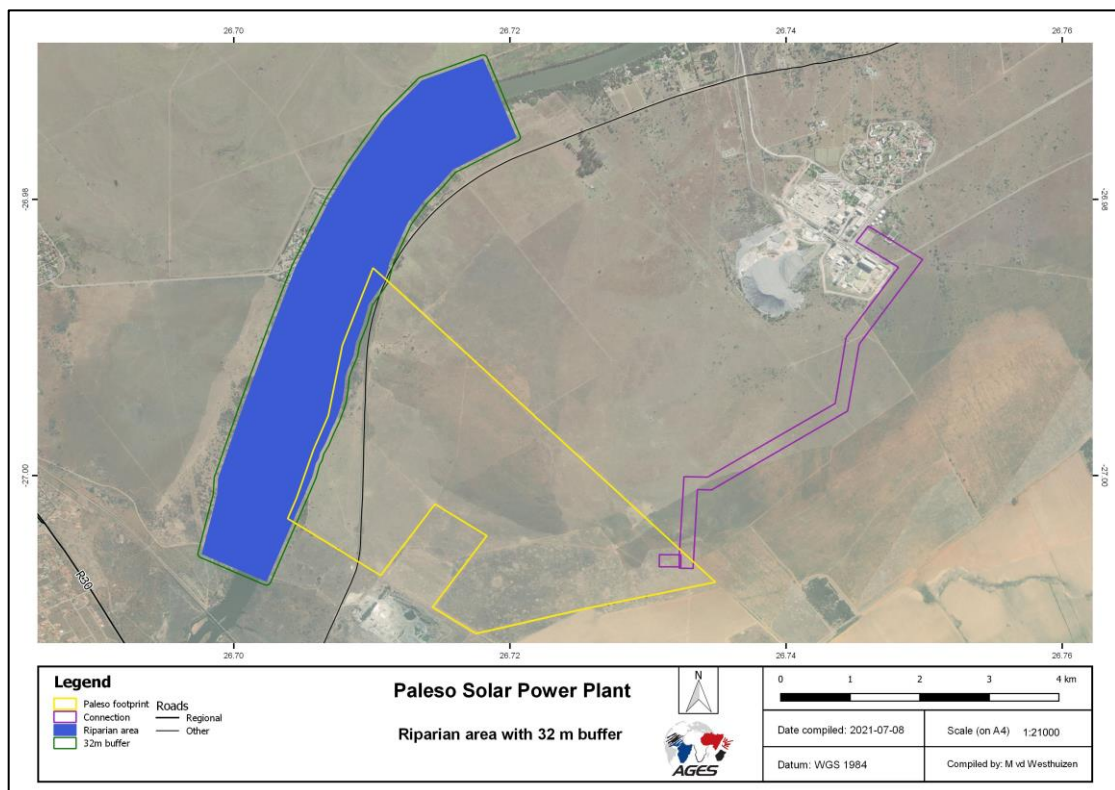 26.70 26.72 26.74 26.76
-26.98 -26.98
-27.00 -27.00
R30
26.70 26.72 26.74 26.76
Legend
Paleso footprint
Connection
Riparian area
32m buffer
Roads
Regional
Other
Paleso Solar Power Plant
Riparian area with 32 m buffer
N
AGES
0 1 2 3 4 km
Date compiled: 2021-07-08
Scale (on A4) 1:21000
Datum: WGS 1984
Compiled by: M vd Westhuizen